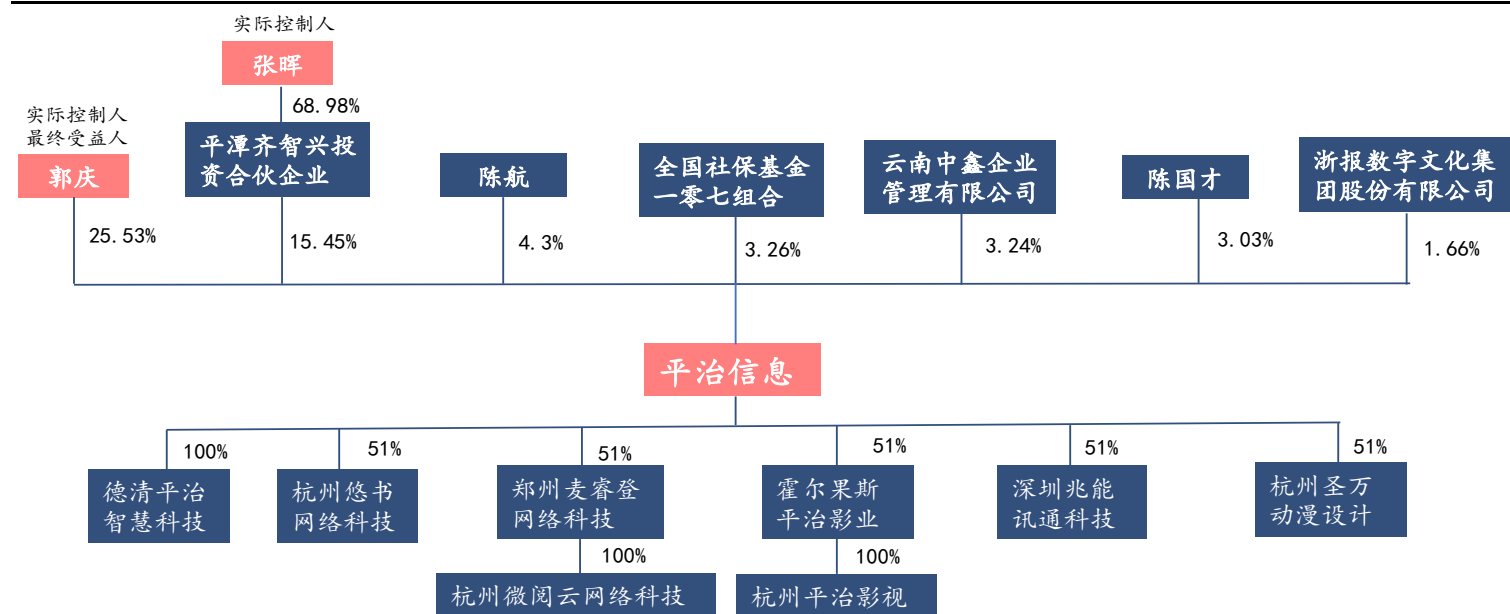 实际控制人
张晖
68.98%
实际控制人
最终受益人
郭庆
平潭齐智兴投
资合伙企业
陈航
全国社保基金
一零七组合
云南中鑫企业
管理有限公司
陈国才
浙报数字文化集
团股份有限公司
25.53%
15.45%
4.3%
3.26%
3.24%
3.03%
1.66%
平治信息
100%
51%
51%
51%
51%
51%
德清平治
智慧科技
杭州悠书
网络科技
郑州麦睿登
网络科技
霍尔果斯
平治影业
深圳兆能
讯通科技
杭州圣万
动漫设计
100%
100%
杭州微阅云网络科技
杭州平治影视